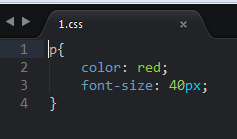 1.css ×
1 p{
2     color: red;
3     font-size: 40px;
4 }